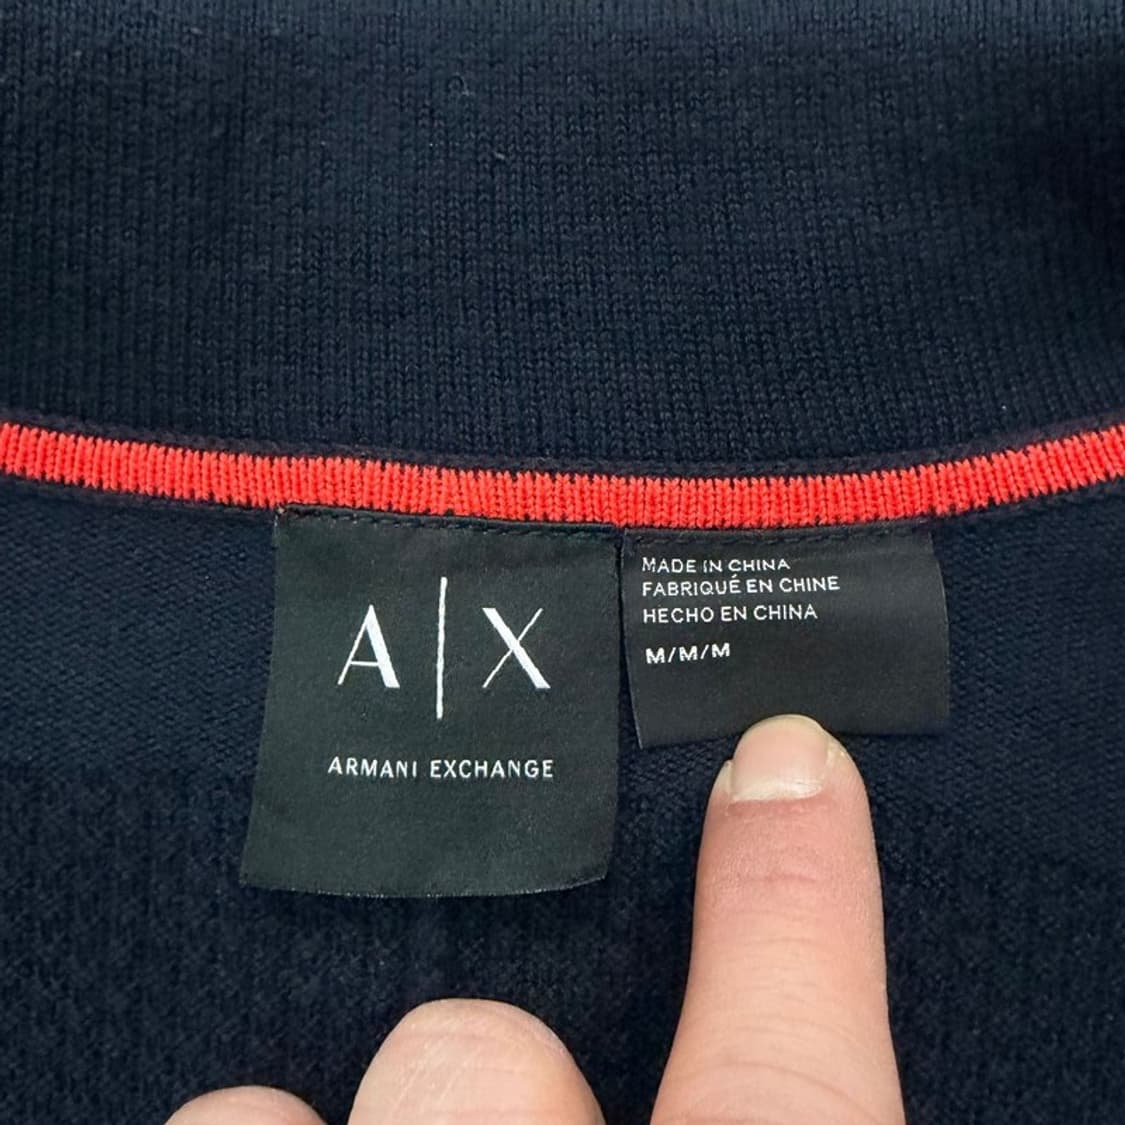 A|X
ARMANI EXCHANGE
MADE IN CHINA
FABRIQUÉ EN CHINE
HECHO EN CHINA
M/M/M